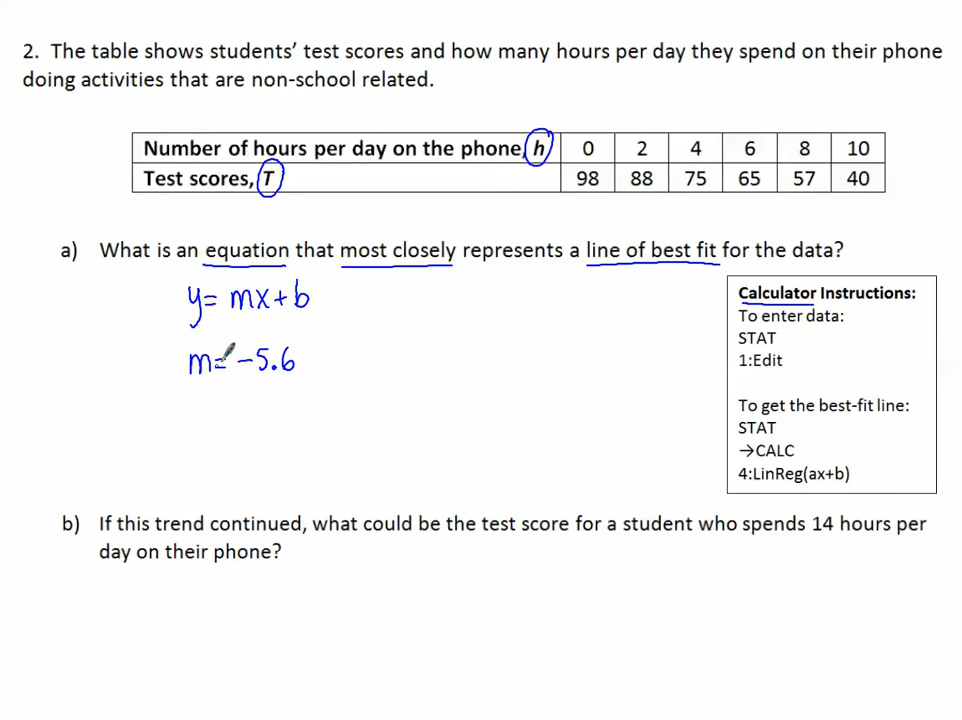 2. The table shows students’ test scores and how many hours per day they spend on their phone
doing activities that are non-school related.
Number of hours per day on the phone, h 0 2 4 6 8 10
Test scores, T 98 88 75 65 57 40
a) What is an equation that most closely represents a line of best fit for the data?
y= mx+b
m= -5.6
Calculator Instructions:
To enter data:
STAT
1:Edit
To get the best-fit line:
STAT
→CALC
4:LinReg(ax+b)
b) If this trend continued, what could be the test score for a student who spends 14 hours per
day on their phone?